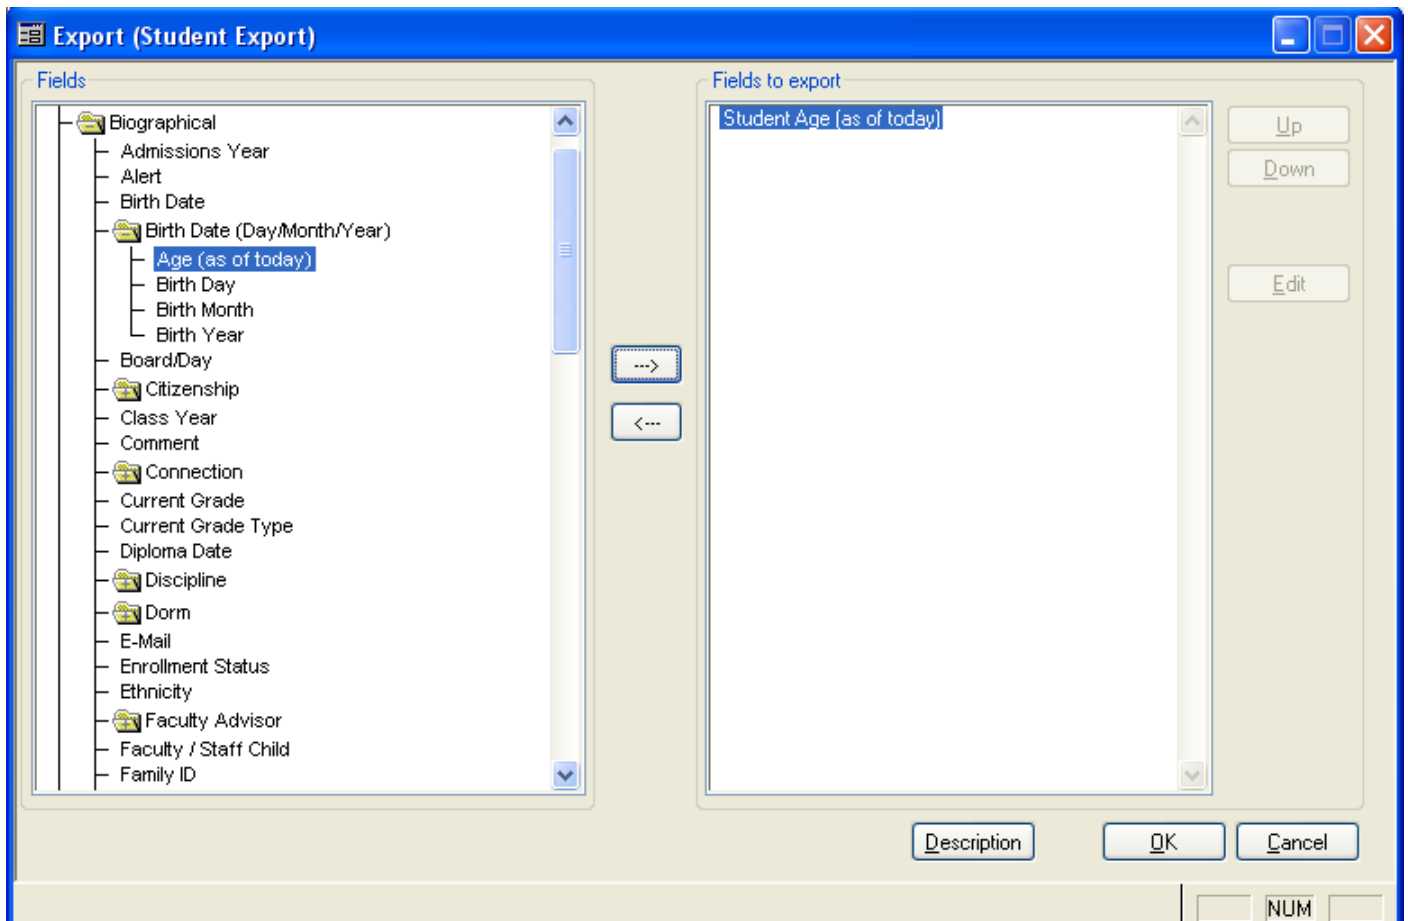 Export (Student Export)
Fields
Biographical
Admissions Year
Alert
Birth Date
Birth Date (Day/Month/Year)
Age (as of today)
Birth Day
Birth Month
Birth Year
Board/Day
Citizenship
Class Year
Comment
Connection
Current Grade
Current Grade Type
Diploma Date
Discipline
Dorm
E-Mail
Enrollment Status
Ethnicity
Faculty Advisor
Faculty / Staff Child
Family ID
--->
<---
Fields to export
Student Age (as of today)
Up
Down
Edit
Description
OK
Cancel
NUM